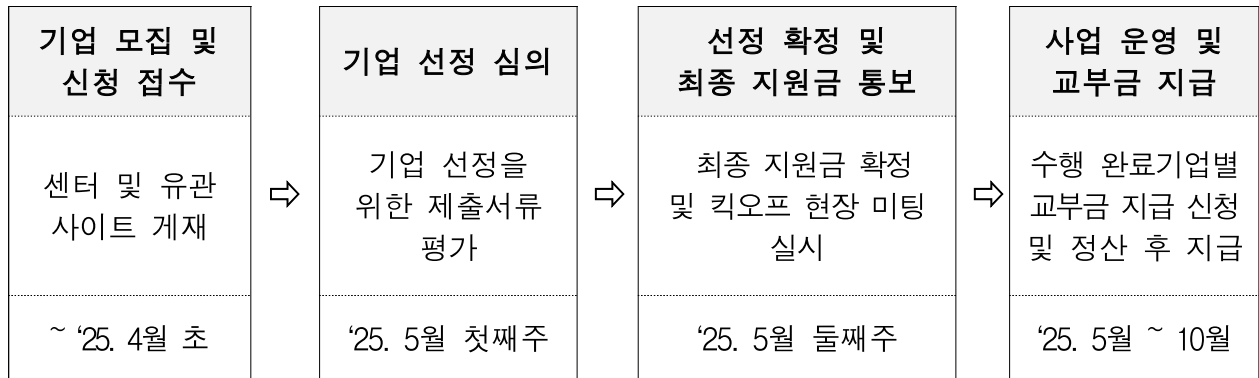 기업 모집 및
신청 접수
센터 및 유관
사이트 게재
~ ‘25. 4월 초
⇨
기업 선정 심의
기업 선정을
위한 제출서류
평가
‘25. 5월 첫째주
⇨
선정 확정 및
최종 지원금 통보
최종 지원금 확정
및 킥오프 현장 미팅
실시
‘25. 5월 둘째주
⇨
사업 운영 및
교부금 지급
수행 완료기업별
교부금 지급 신청
및 정산 후 지급
‘25. 5월 ~ 10월